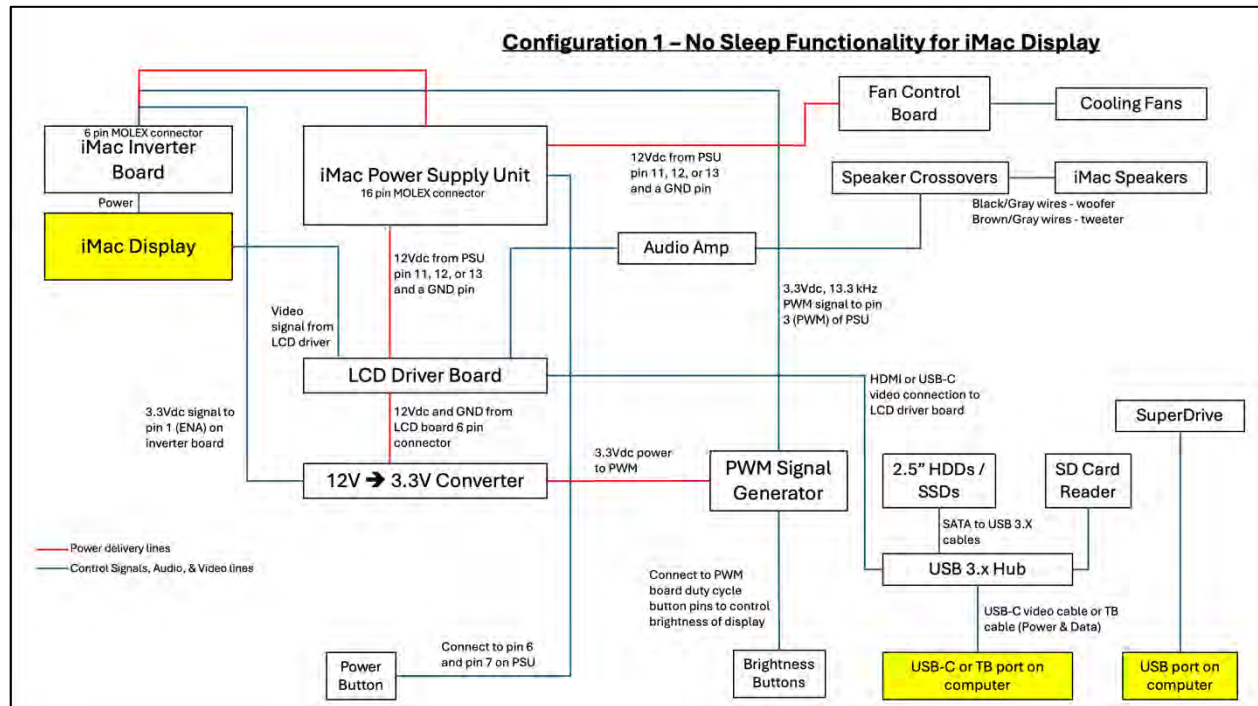 Configuration 1 – No Sleep Functionality for iMac Display
6 pin MOLEX connector
iMac Inverter
Board
Power
iMac Display
iMac Power Supply Unit
16 pin MOLEX connector
12Vdc from PSU
pin 11, 12, or 13
and a GND pin
Fan Control
Board
Cooling Fans
Speaker Crossovers
iMac Speakers
Black/Gray wires - woofer
Brown/Gray wires - tweeter
Audio Amp
12Vdc from PSU
pin 11, 12, or 13
and a GND pin
Video
signal from
LCD driver
3.3Vdc, 13.3 kHz
PWM signal to pin
3 (PWM) of PSU
LCD Driver Board
HDMI or USB-C
video connection to
LCD driver board
3.3Vdc signal to
pin 1 (ENA) on
inverter board
12Vdc and GND from
LCD board 6 pin
connector
12V ➔ 3.3V Converter
3.3Vdc power
to PWM
PWM Signal
Generator
2.5” HDDs /
SSDs
SD Card
Reader
SuperDrive
SATA to USB 3.X
cables
USB 3.x Hub
Power delivery lines
Control Signals, Audio, & Video lines
Connect to PWM
board duty cycle
button pins to control
brightness of display
USB-C video cable or TB
cable (Power & Data)
Power
Button
Connect to pin 6
and pin 7 on PSU
Brightness
Buttons
USB-C or TB port on
computer
USB port on
computer